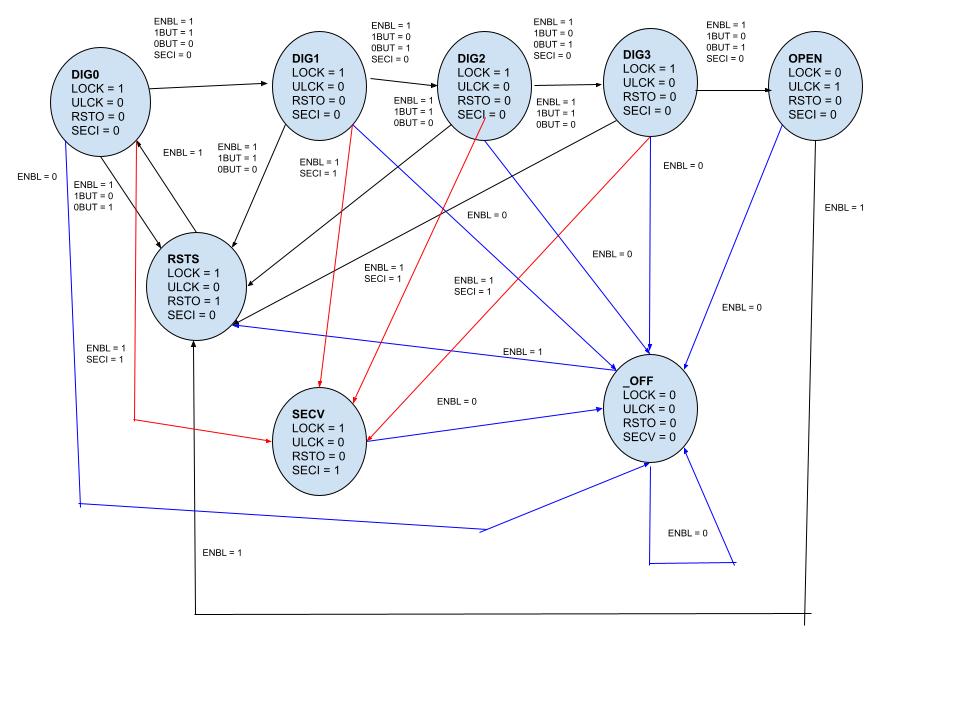 ENBL = 1
1BUT = 1
0BUT = 0
SECI = 0
ENBL = 1
1BUT = 0
0BUT = 1
SECI = 0
ENBL = 1
1BUT = 0
0BUT = 1
SECI = 0
ENBL = 1
1BUT = 0
0BUT = 1
SECI = 0
DIG0
LOCK = 1
ULCK = 0
RSTO = 0
SECI = 0
DIG1
LOCK = 1
ULCK = 0
RSTO = 0
SECI = 0
DIG2
LOCK = 1
ULCK = 0
RSTO = 0
SECI = 0
DIG3
LOCK = 1
ULCK = 0
RSTO = 0
SECI = 0
OPEN
LOCK = 0
ULCK = 1
RSTO = 0
SECI = 0
ENBL = 1
1BUT = 1
0BUT = 0
ENBL = 1
1BUT = 1
0BUT = 0
ENBL = 0
ENBL = 1
1BUT = 0
0BUT = 1
ENBL = 1
ENBL = 1
1BUT = 1
0BUT = 0
ENBL = 1
SECI = 1
ENBL = 0
ENBL = 0
ENBL = 1
RSTS
LOCK = 1
ULCK = 0
RSTO = 1
SECI = 0
ENBL = 1
SECI = 1
ENBL = 1
SECI = 1
ENBL = 0
ENBL = 0
ENBL = 1
SECI = 1
ENBL = 1
ENBL = 0
SECV
LOCK = 1
ULCK = 0
RSTO = 0
SECI = 1
_OFF
LOCK = 0
ULCK = 0
RSTO = 0
SECV = 0
ENBL = 0
ENBL = 1